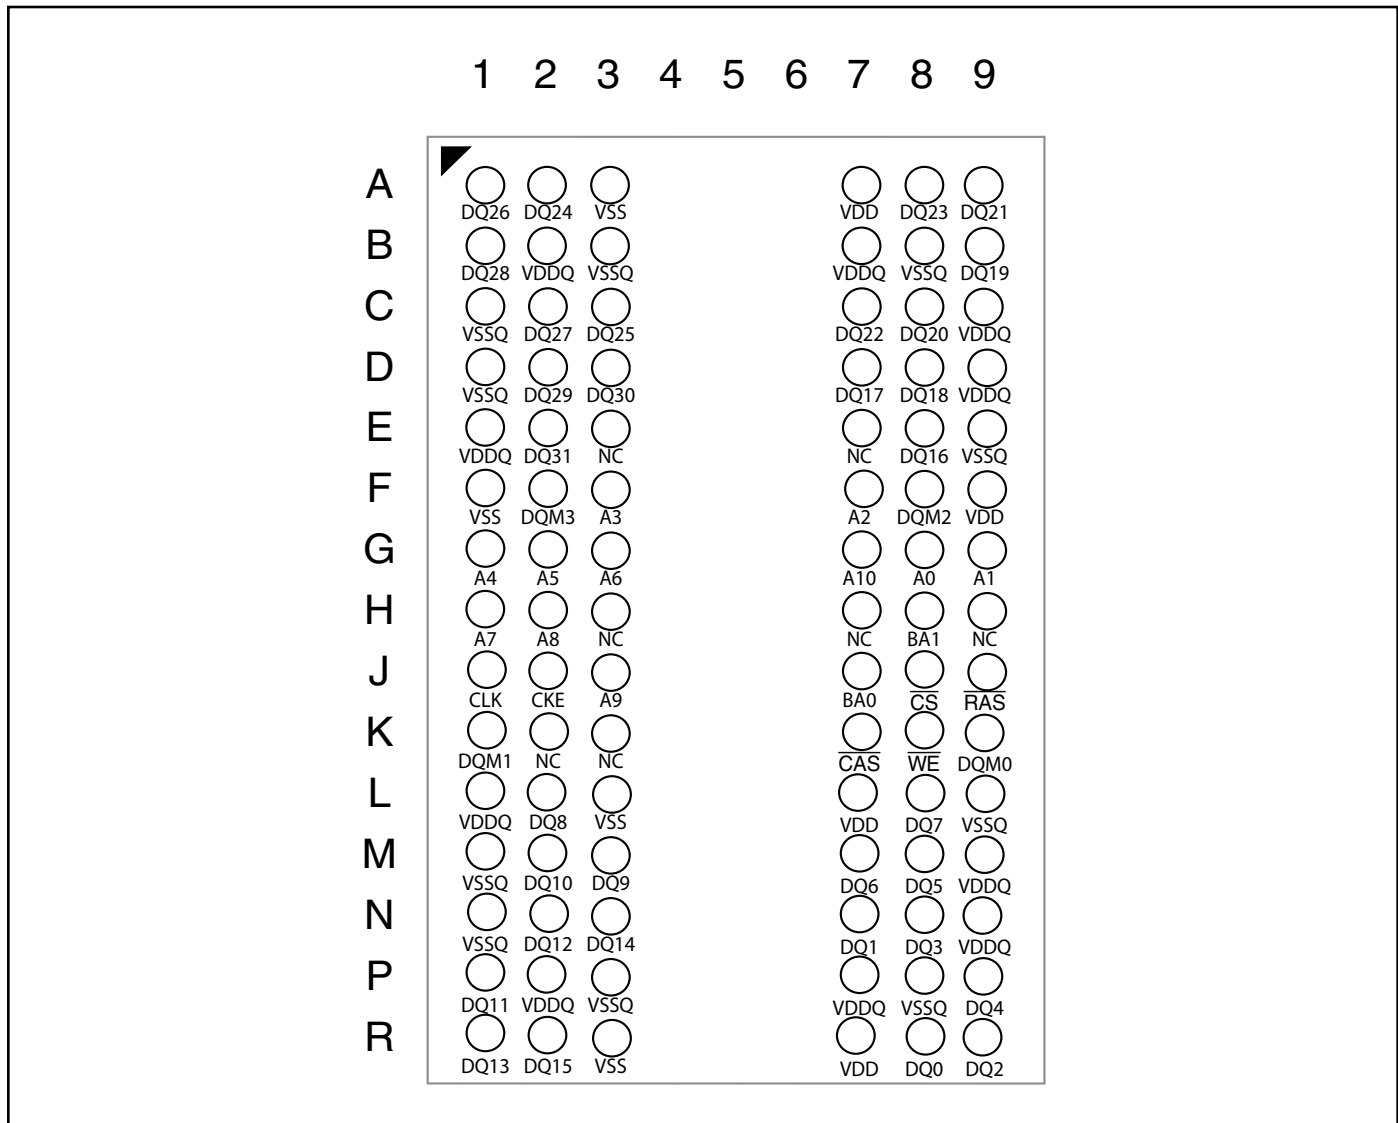 1 2 3 4 5 6 7 8 9
A
DQ26 DQ24 VSS VDD DQ23 DQ21
B
DQ28 VDDQ VSSQ VDDQ VSSQ DQ19
C
VSSQ DQ27 DQ25 DQ22 DQ20 VDDQ
D
VSSQ DQ29 DQ30 DQ17 DQ18 VDDQ
E
VDDQ DQ31 NC NC DQ16 VSSQ
F
VSS DQM3 A3 A2 DQM2 VDD
G
A4 A5 A6 A10 A0 A1
H
A7 A8 NC NC BA1 NC
J
CLK CKE A9 BA0 C̅S̅ R̅A̅S̅
K
DQM1 NC NC C̅A̅S̅ W̅E̅ DQM0
L
VDDQ DQ8 VSS VDD DQ7 VSSQ
M
VSSQ DQ10 DQ9 DQ6 DQ5 VDDQ
N
VSSQ DQ12 DQ14 DQ1 DQ3 VDDQ
P
DQ11 VDDQ VSSQ VDDQ VSSQ DQ4
R
DQ13 DQ15 VSS VDD DQ0 DQ2